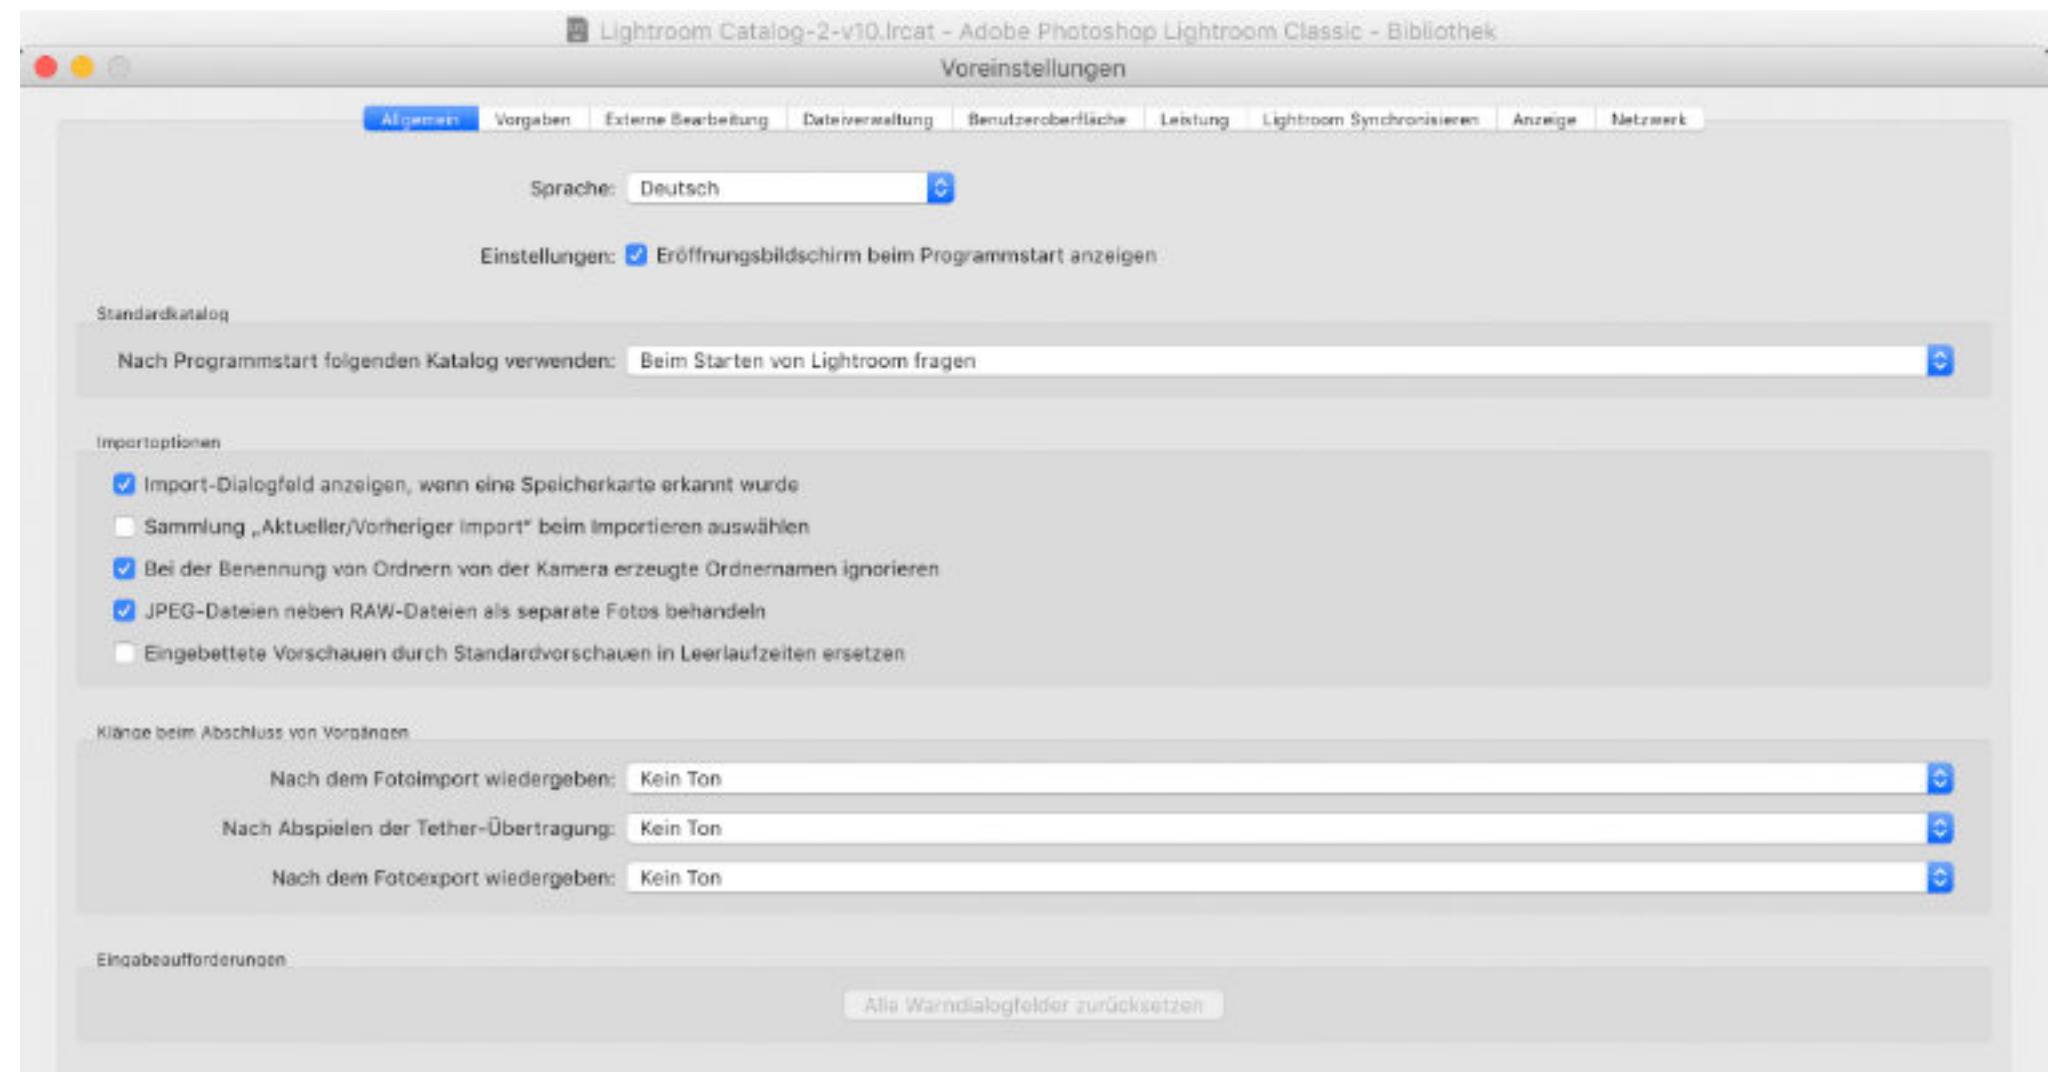 Lightroom Catalog-2-v10.lrcat - Adobe Photoshop Lightroom Classic - Bibliothek
Voreinstellungen
Allgemein Vorgaben Externe Bearbeitung Dateiverwaltung Benutzeroberfläche Leistung Lightroom Synchronisieren Anzeige Netzwerk
Sprache: Deutsch
Einstellungen: Eröffnungsbildschirm beim Programmstart anzeigen
Standardkatalog
Nach Programmstart folgenden Katalog verwenden: Beim Starten von Lightroom fragen
Importoptionen
Import-Dialogfeld anzeigen, wenn eine Speicherkarte erkannt wurde
Sammlung „Aktueller/Vorheriger Import" beim Importieren auswählen
Bei der Benennung von Ordnern von der Kamera erzeugte Ordnernamen ignorieren
JPEG-Dateien neben RAW-Dateien als separate Fotos behandeln
Eingebettete Vorschauen durch Standardvorschauen in Leerlaufzeiten ersetzen
Klänge beim Abschluss von Vorgängen
Nach dem Fotoimport wiedergeben: Kein Ton
Nach Abspielen der Tether-Übertragung: Kein Ton
Nach dem Fotoexport wiedergeben: Kein Ton
Eingabeaufforderungen
Alle Warndialogfelder zurücksetzen